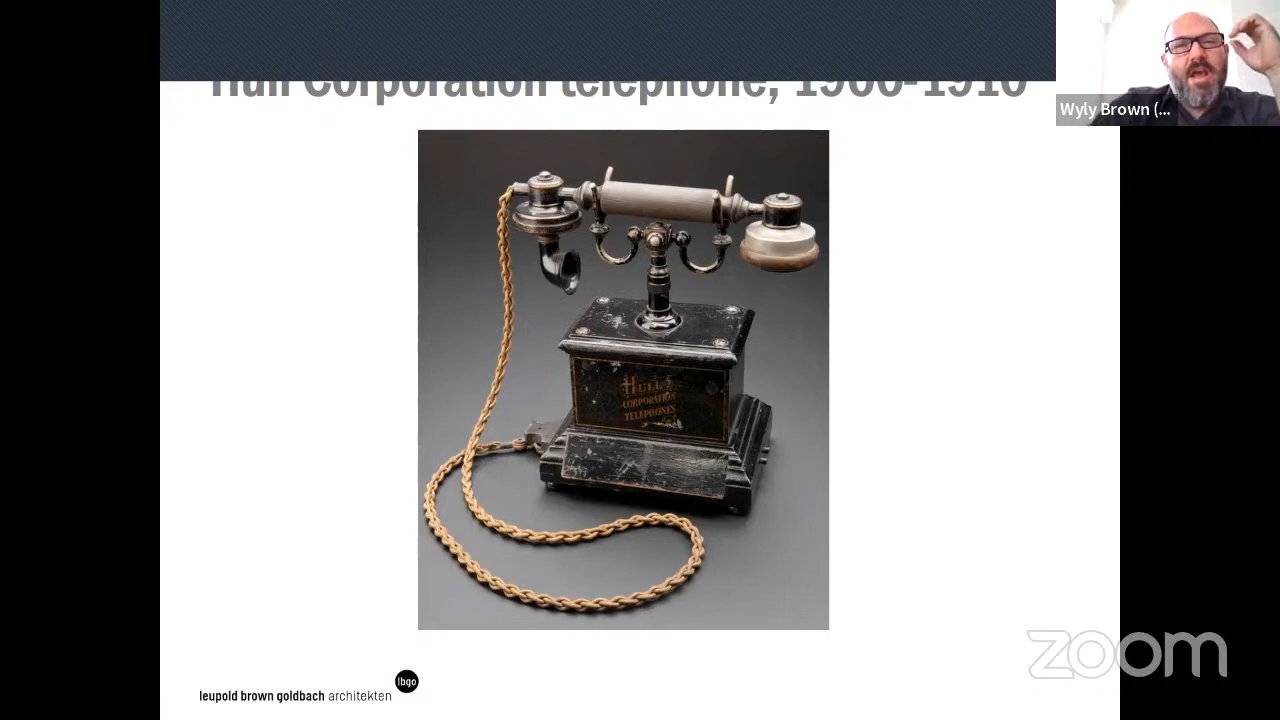 Hull Corporation telephone, 1900-1910
Wyly Brown (...
HULL
CORPORATION
TELEPHONES
zoom
lbgo
leupold brown goldbach architekten